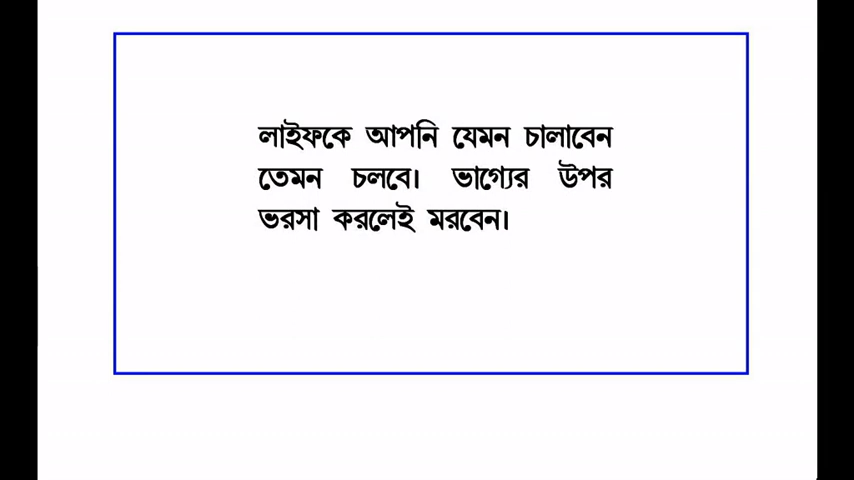 লাইফকে আপনি যেমন চালাবেন
তেমন চলবে। ভাগ্যের উপর
ভরসা করলেই মরবেন।